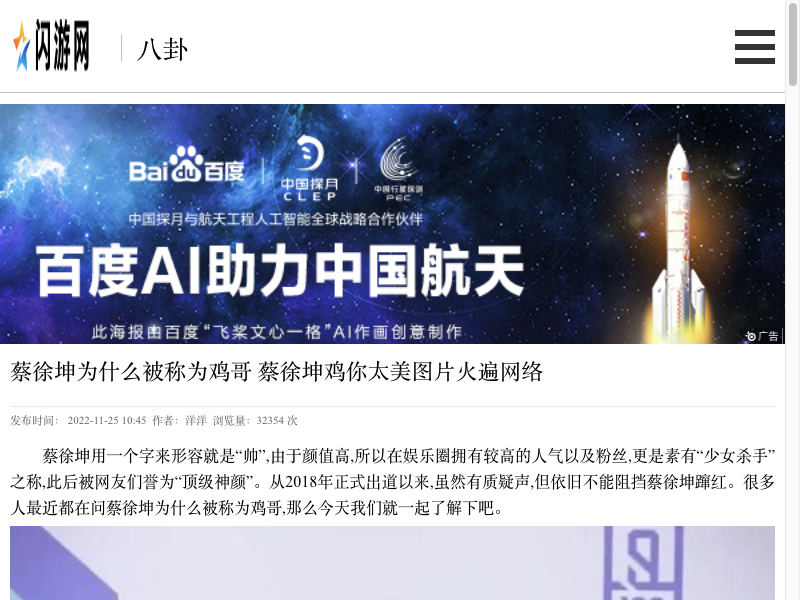 闪游网
八卦
Bai du 百度
中国探月
CLEP
中国行星探测
PEC
中国探月与航天工程人工智能全球战略合作伙伴
百度AI助力中国航天
此海报由百度“飞桨文心一格”AI作画创意制作
广告
蔡徐坤为什么被称为鸡哥 蔡徐坤鸡你太美图片火遍网络
发布时间： 2022-11-25 10:45 作者：洋洋 浏览量：32354 次
蔡徐坤用一个字来形容就是“帅”,由于颜值高,所以在娱乐圈拥有较高的人气以及粉丝,更是素有“少女杀手”
之称,此后被网友们誉为“顶级神颜”。从2018年正式出道以来,虽然有质疑声,但依旧不能阻挡蔡徐坤蹿红。很多
人最近都在问蔡徐坤为什么被称为鸡哥,那么今天我们就一起了解下吧。